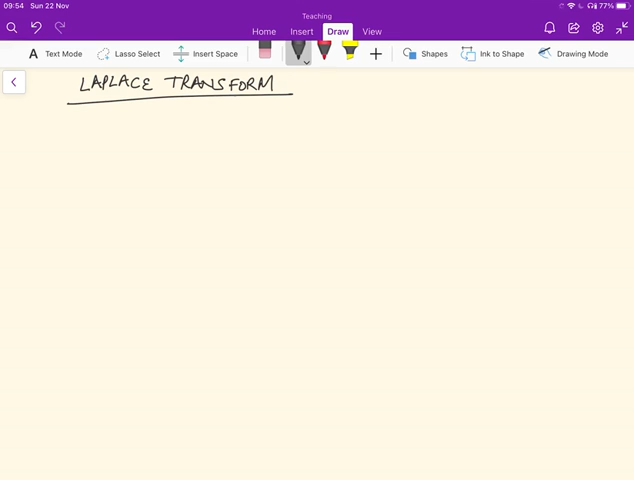 09:54 Sun 22 Nov 77%
Teaching
Home Insert Draw View
A Text Mode Lasso Select Insert Space Shapes Ink to Shape Drawing Mode
LAPLACE TRANSFORM